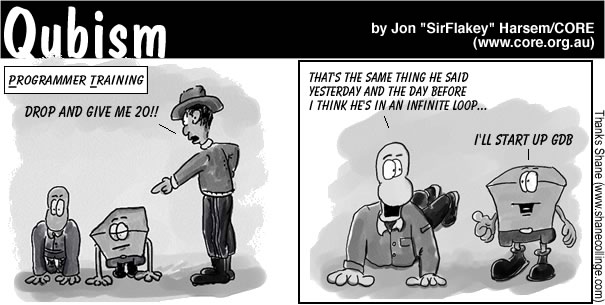 Qubism
by Jon "SirFlakey" Harsem/CORE
(www.core.org.au)
PROGRAMMER TRAINING
DROP AND GIVE ME 20!!
THAT'S THE SAME THING HE SAID
YESTERDAY AND THE DAY BEFORE
I THINK HE'S IN AN INFINITE LOOP...
I'LL START UP GDB
Thanks Shane (www.shanecollinge.com)